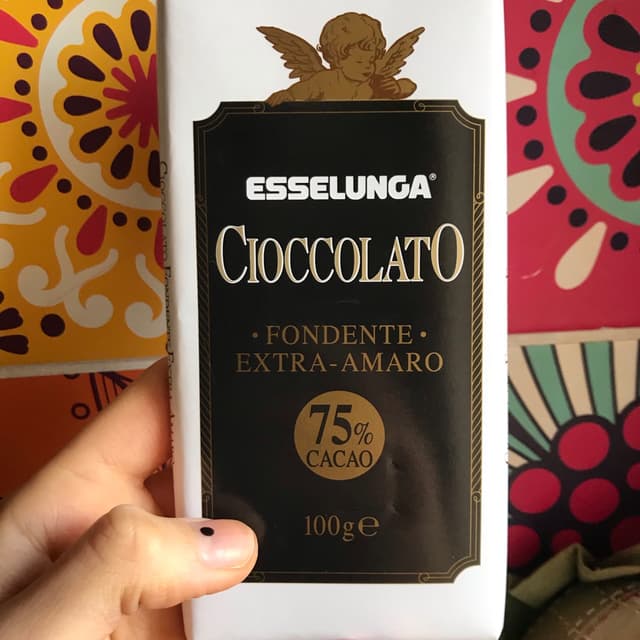 ESSELUNGA®
CIOCCOLATO
• FONDENTE •
EXTRA-AMARO
75%
CACAO
100g℮